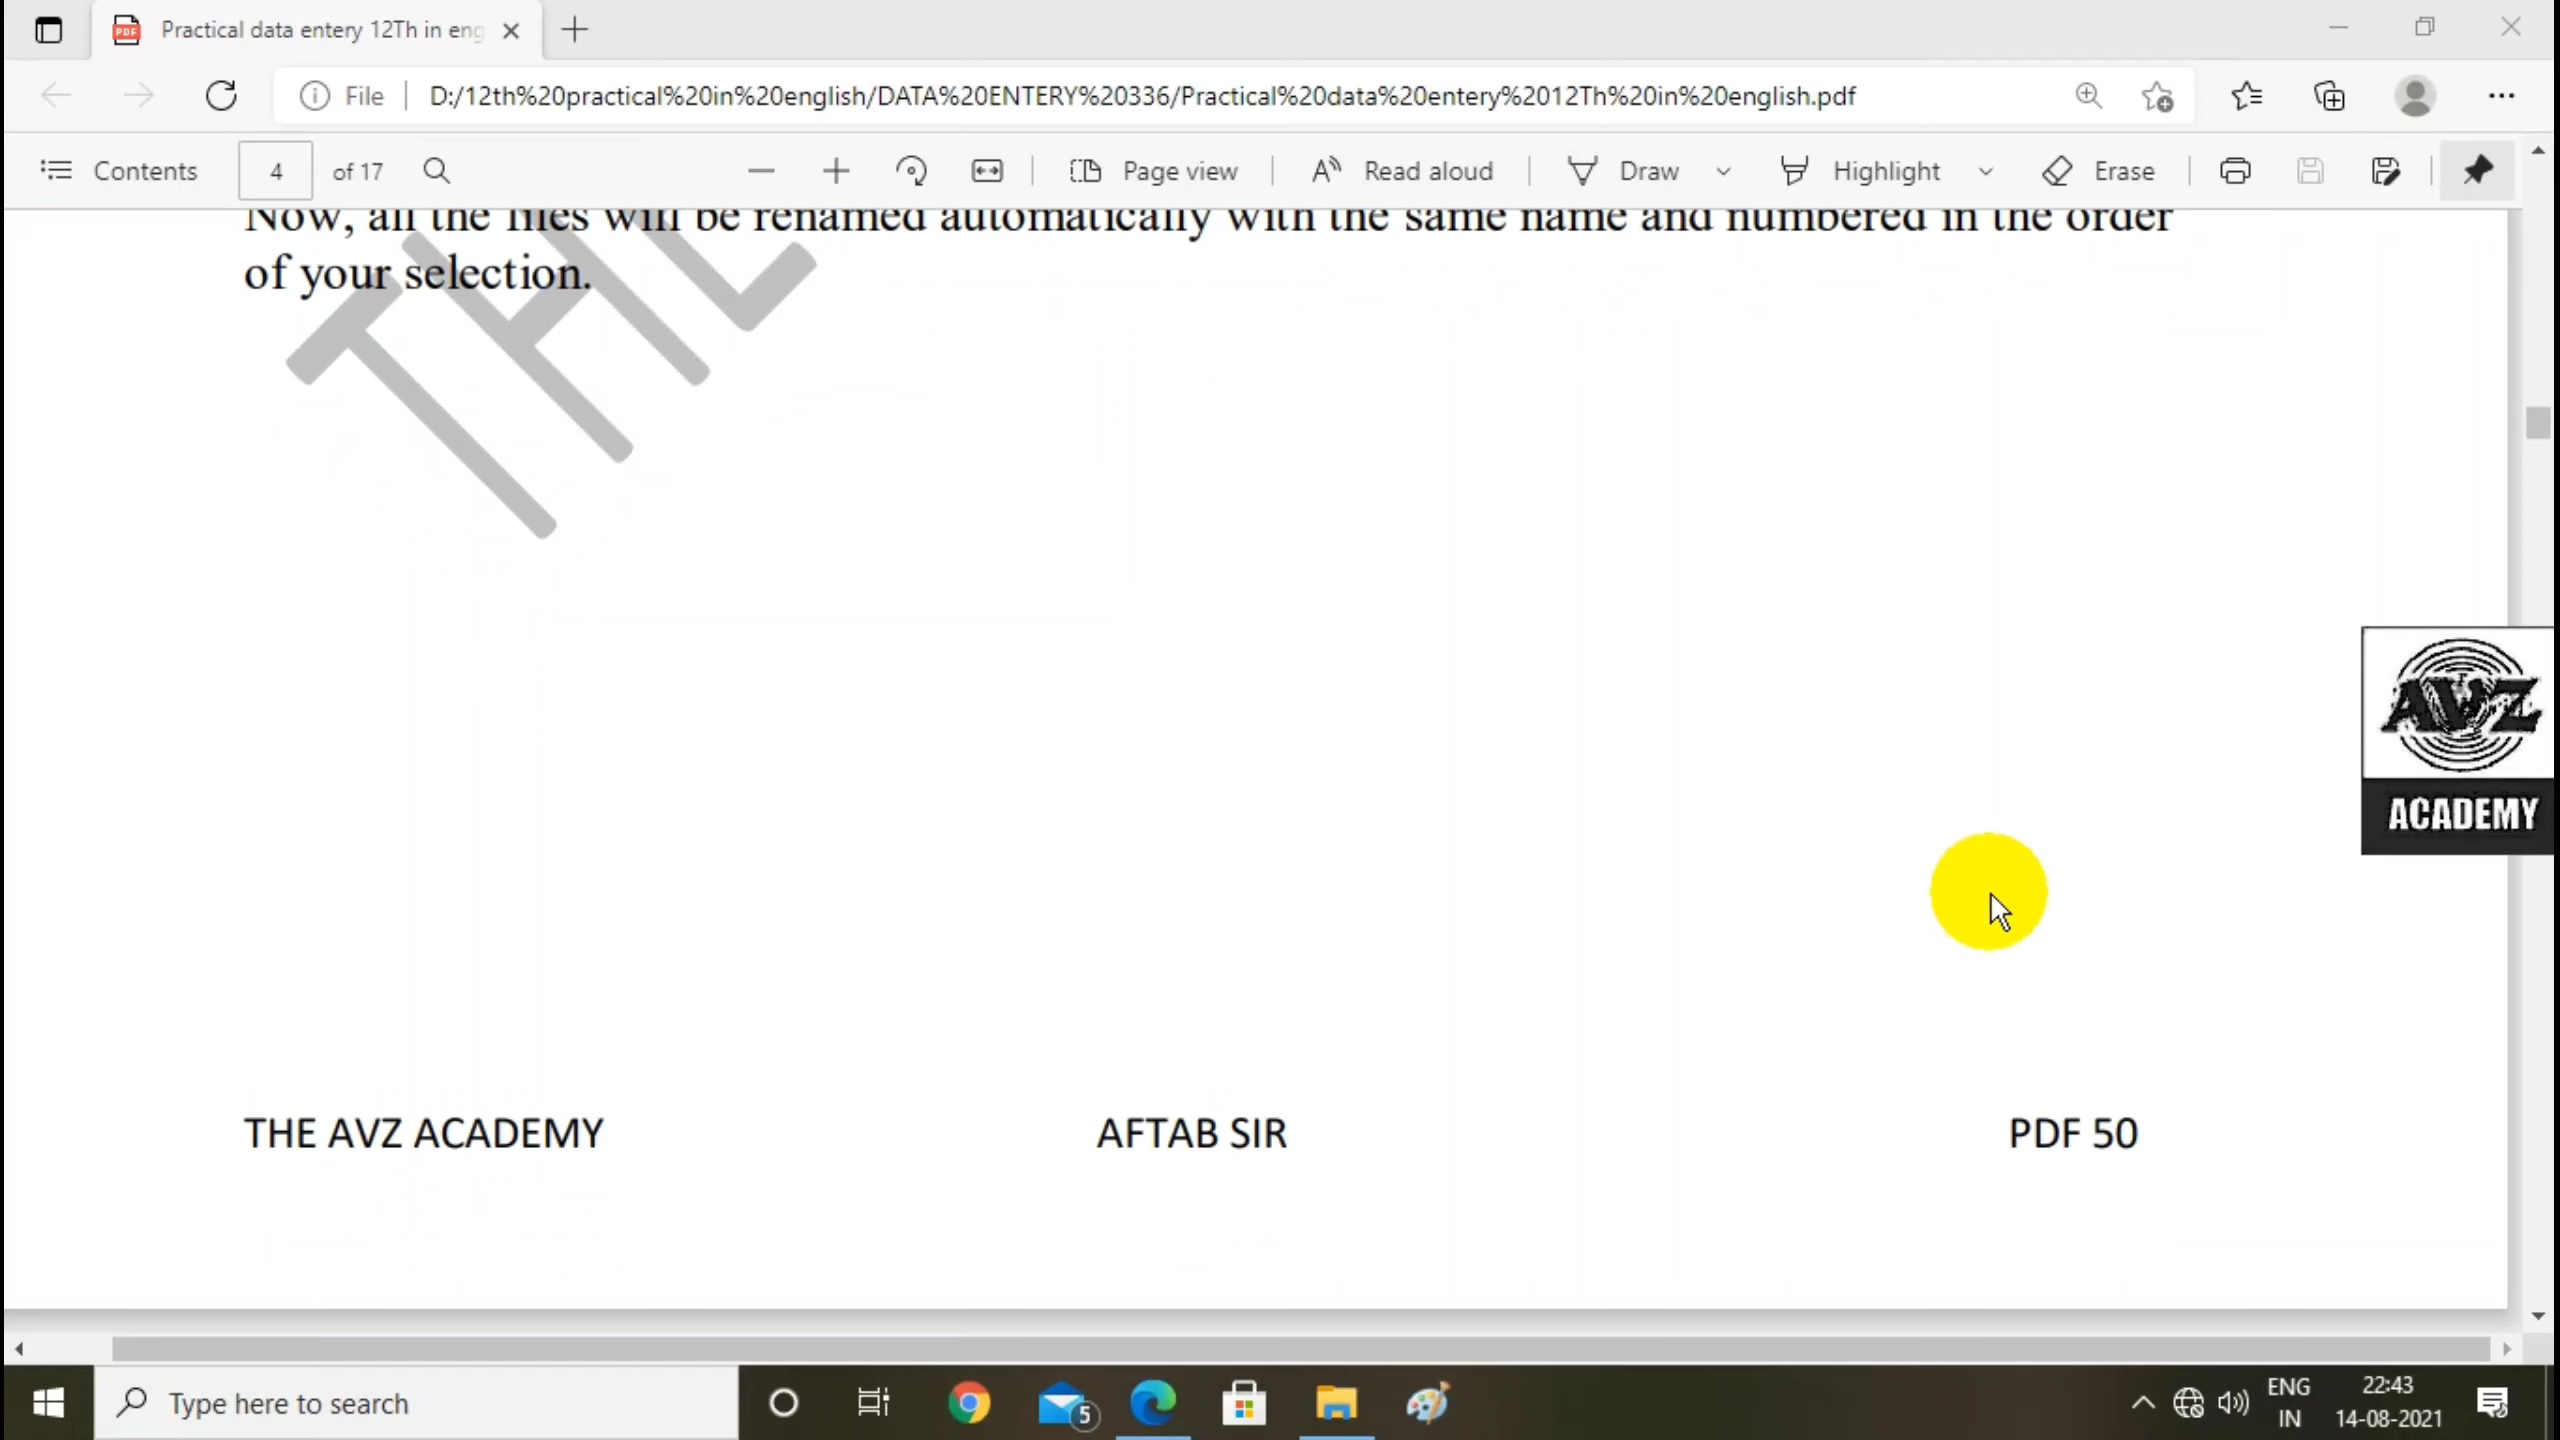 Practical data entery 12Th in eng
File
D:/12th%20practical%20in%20english/DATA%20ENTERY%20336/Practical%20data%20entery%2012Th%20in%20english.pdf
Contents 4 of 17 Page view Read aloud Draw Highlight Erase
Now, all the files will be renamed automatically with the same name and numbered in the order
of your selection.
THE
AVZ
ACADEMY
THE AVZ ACADEMY AFTAB SIR PDF 50
Type here to search
5
ENG
IN
22:43
14-08-2021